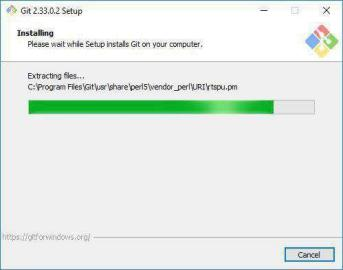 Git 2.33.0.2 Setup
Installing
Please wait while Setup installs Git on your computer.
Extracting files...
C:\Program Files\Git\usr\share\perl5\vendor_perl\URI\rtspu.pm
https://gitforwindows.org/
Cancel